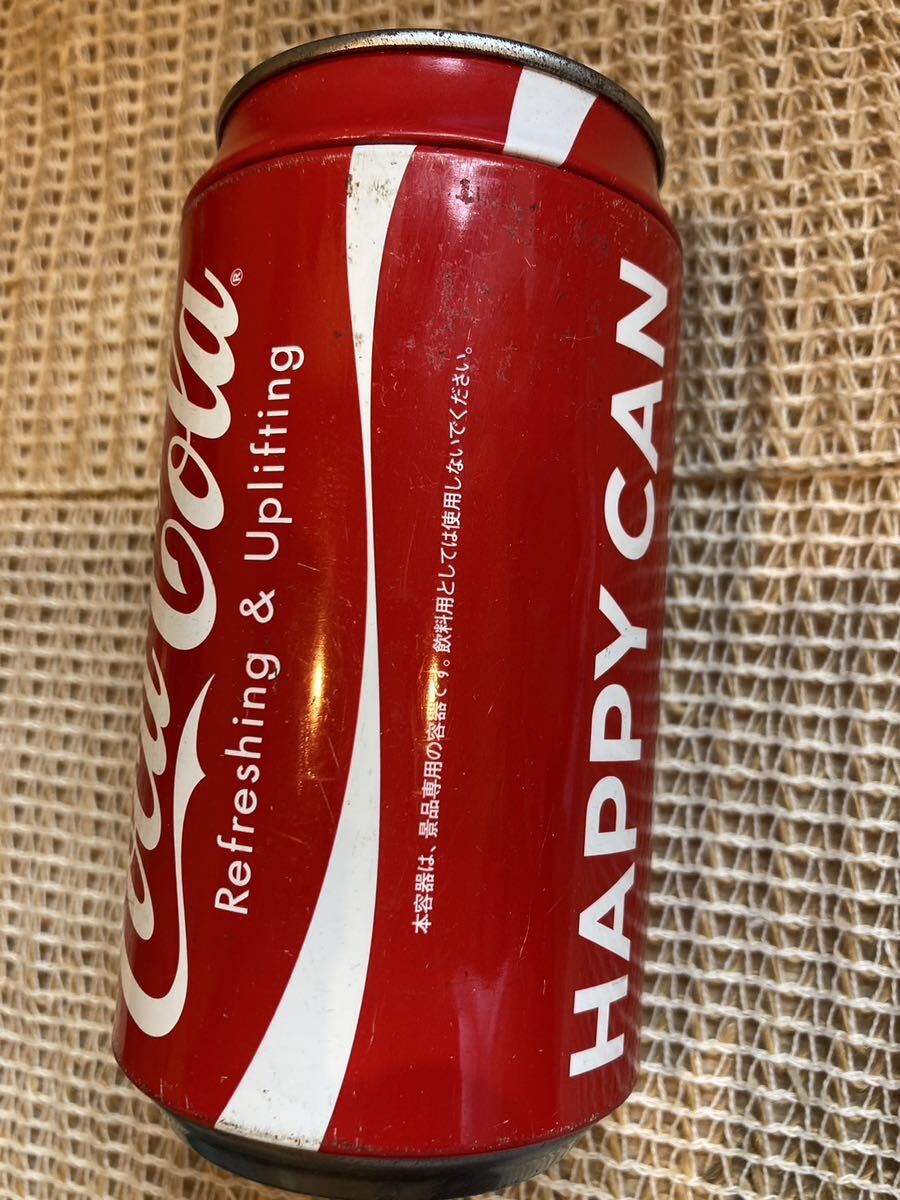 Coca Cola®
Refreshing & Uplifting
本容器は、景品専用の容器です。飲料用としては使用しないでください。
HAPPY CAN